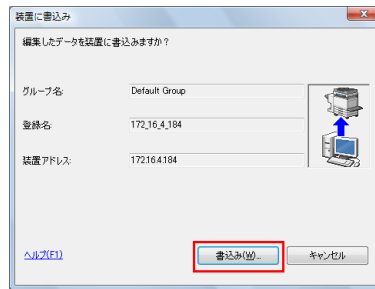 装置に書込み
編集したデータを装置に書込みますか？
グループ名: Default Group
登録名: 172_16_4_184
装置アドレス: 172.16.4.184
ヘルプ(F1) 書込み(W)... キャンセル